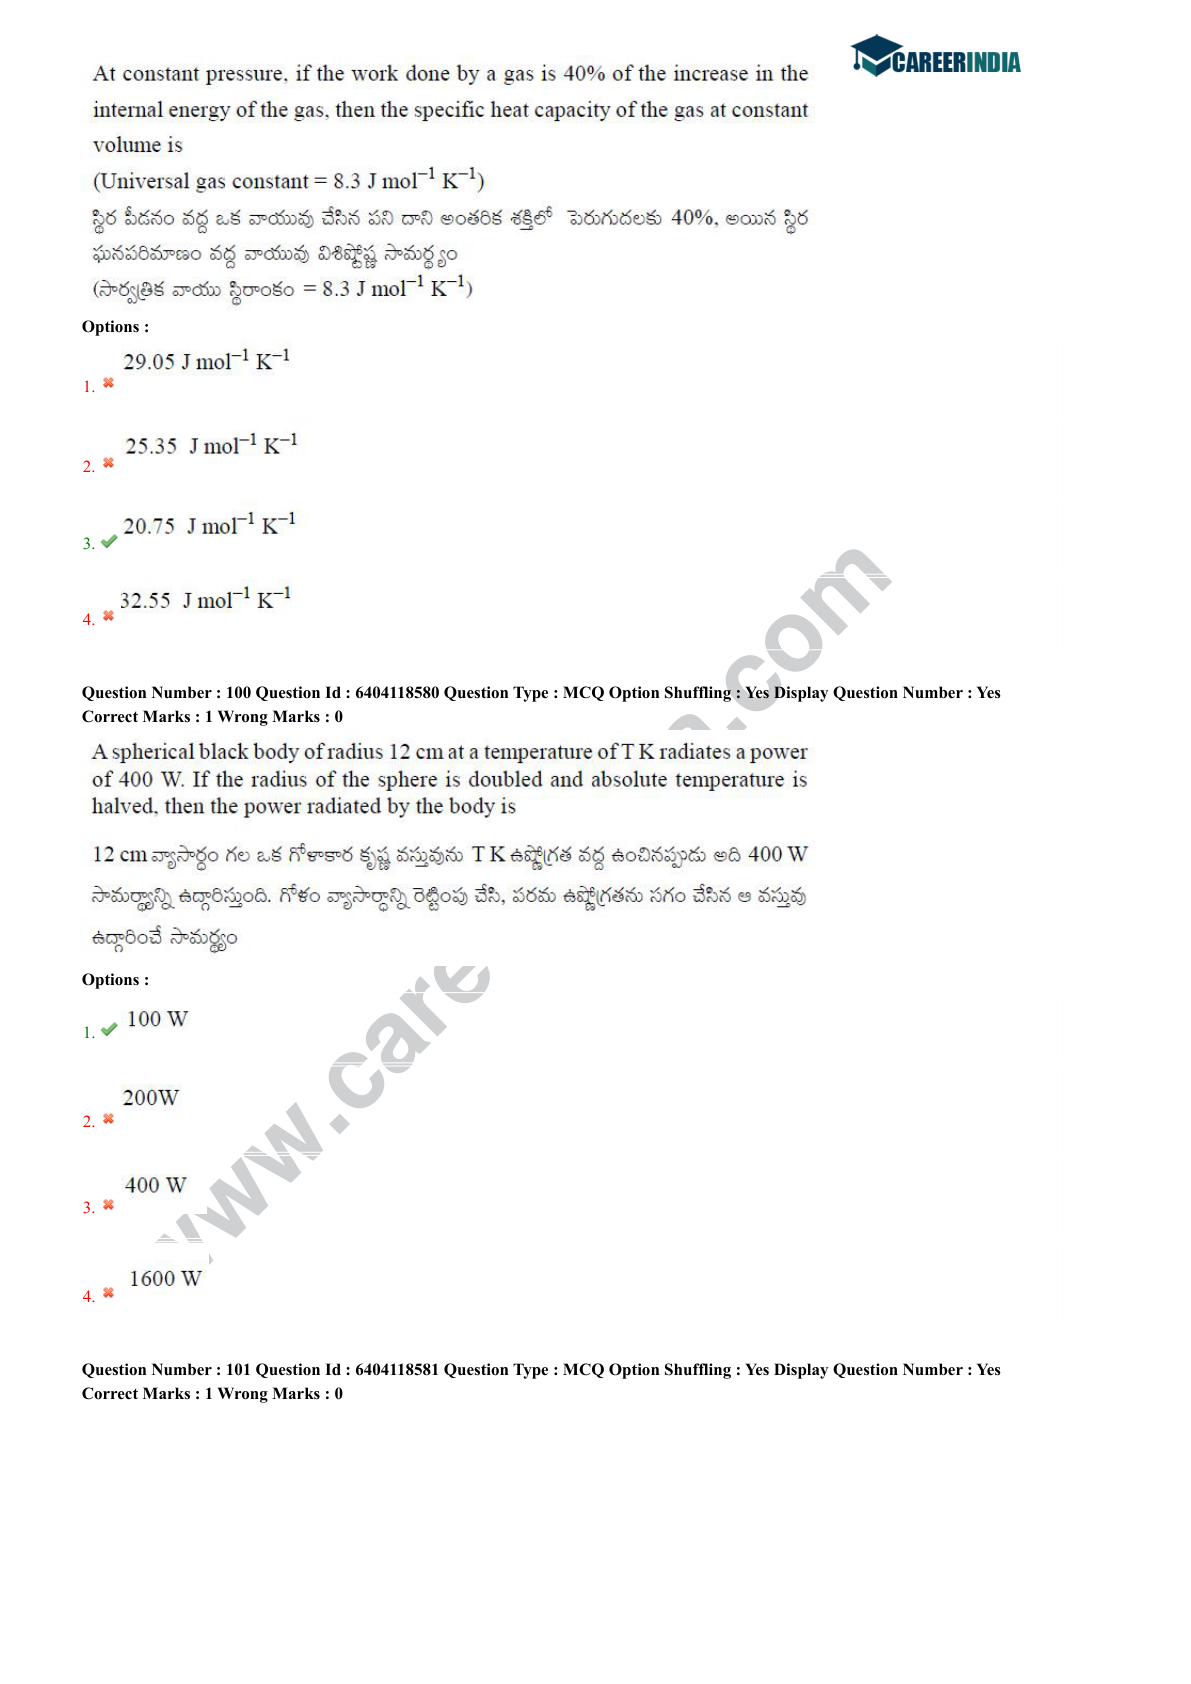 CAREERINDIA
At constant pressure, if the work done by a gas is 40% of the increase in the
internal energy of the gas, then the specific heat capacity of the gas at constant
volume is
(Universal gas constant = 8.3 J mol⁻¹ K⁻¹)
స్థిర పీడనం వద్ద ఒక వాయువు చేసిన పని దాని అంతరిక శక్తిలో పెరుగుదలకు 40%, అయిన స్థిర
ఘనపరిమాణం వద్ద వాయువు విశిష్టోష్ణ సామర్థ్యం
(సార్వత్రిక వాయు స్థిరాంకం = 8.3 J mol⁻¹ K⁻¹)
Options :
29.05 J mol⁻¹ K⁻¹
1.
25.35 J mol⁻¹ K⁻¹
2.
20.75 J mol⁻¹ K⁻¹
3.
32.55 J mol⁻¹ K⁻¹
4.
Question Number : 100 Question Id : 6404118580 Question Type : MCQ Option Shuffling : Yes Display Question Number : Yes
Correct Marks : 1 Wrong Marks : 0
A spherical black body of radius 12 cm at a temperature of T K radiates a power
of 400 W. If the radius of the sphere is doubled and absolute temperature is
halved, then the power radiated by the body is
12 cm వ్యాసార్ధం గల ఒక గోళాకార కృష్ణ వస్తువును T K ఉష్ణోగ్రత వద్ద ఉంచినప్పుడు అది 400 W
సామర్థ్యాన్ని ఉద్గారిస్తుంది. గోళం వ్యాసార్ధాన్ని రెట్టింపు చేసి, పరమ ఉష్ణోగ్రతను సగం చేసిన ఆ వస్తువు
ఉద్గారించే సామర్థ్యం
Options :
100 W
1.
200W
2.
400 W
3.
1600 W
4.
Question Number : 101 Question Id : 6404118581 Question Type : MCQ Option Shuffling : Yes Display Question Number : Yes
Correct Marks : 1 Wrong Marks : 0